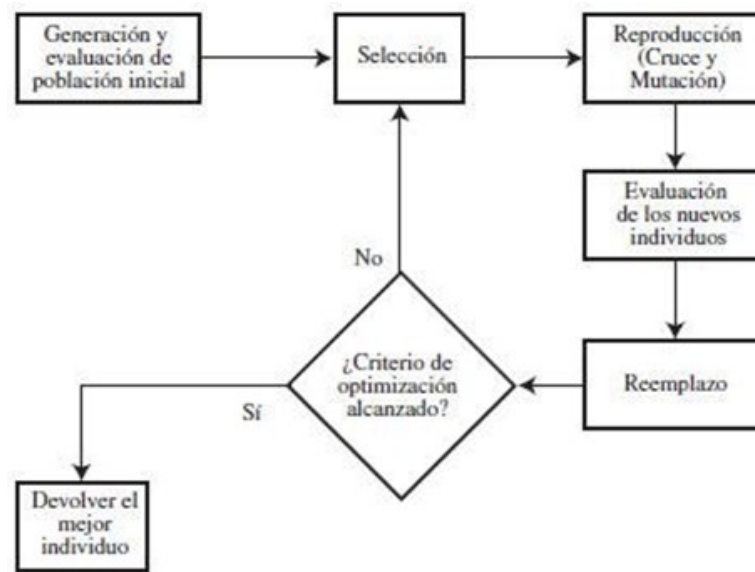 Generación y
evaluación de
población inicial
Selección
Reproducción
(Cruce y
Mutación)
Evaluación
de los nuevos
individuos
Reemplazo
¿Criterio de
optimización
alcanzado?
No
Sí
Devolver el
mejor
individuo